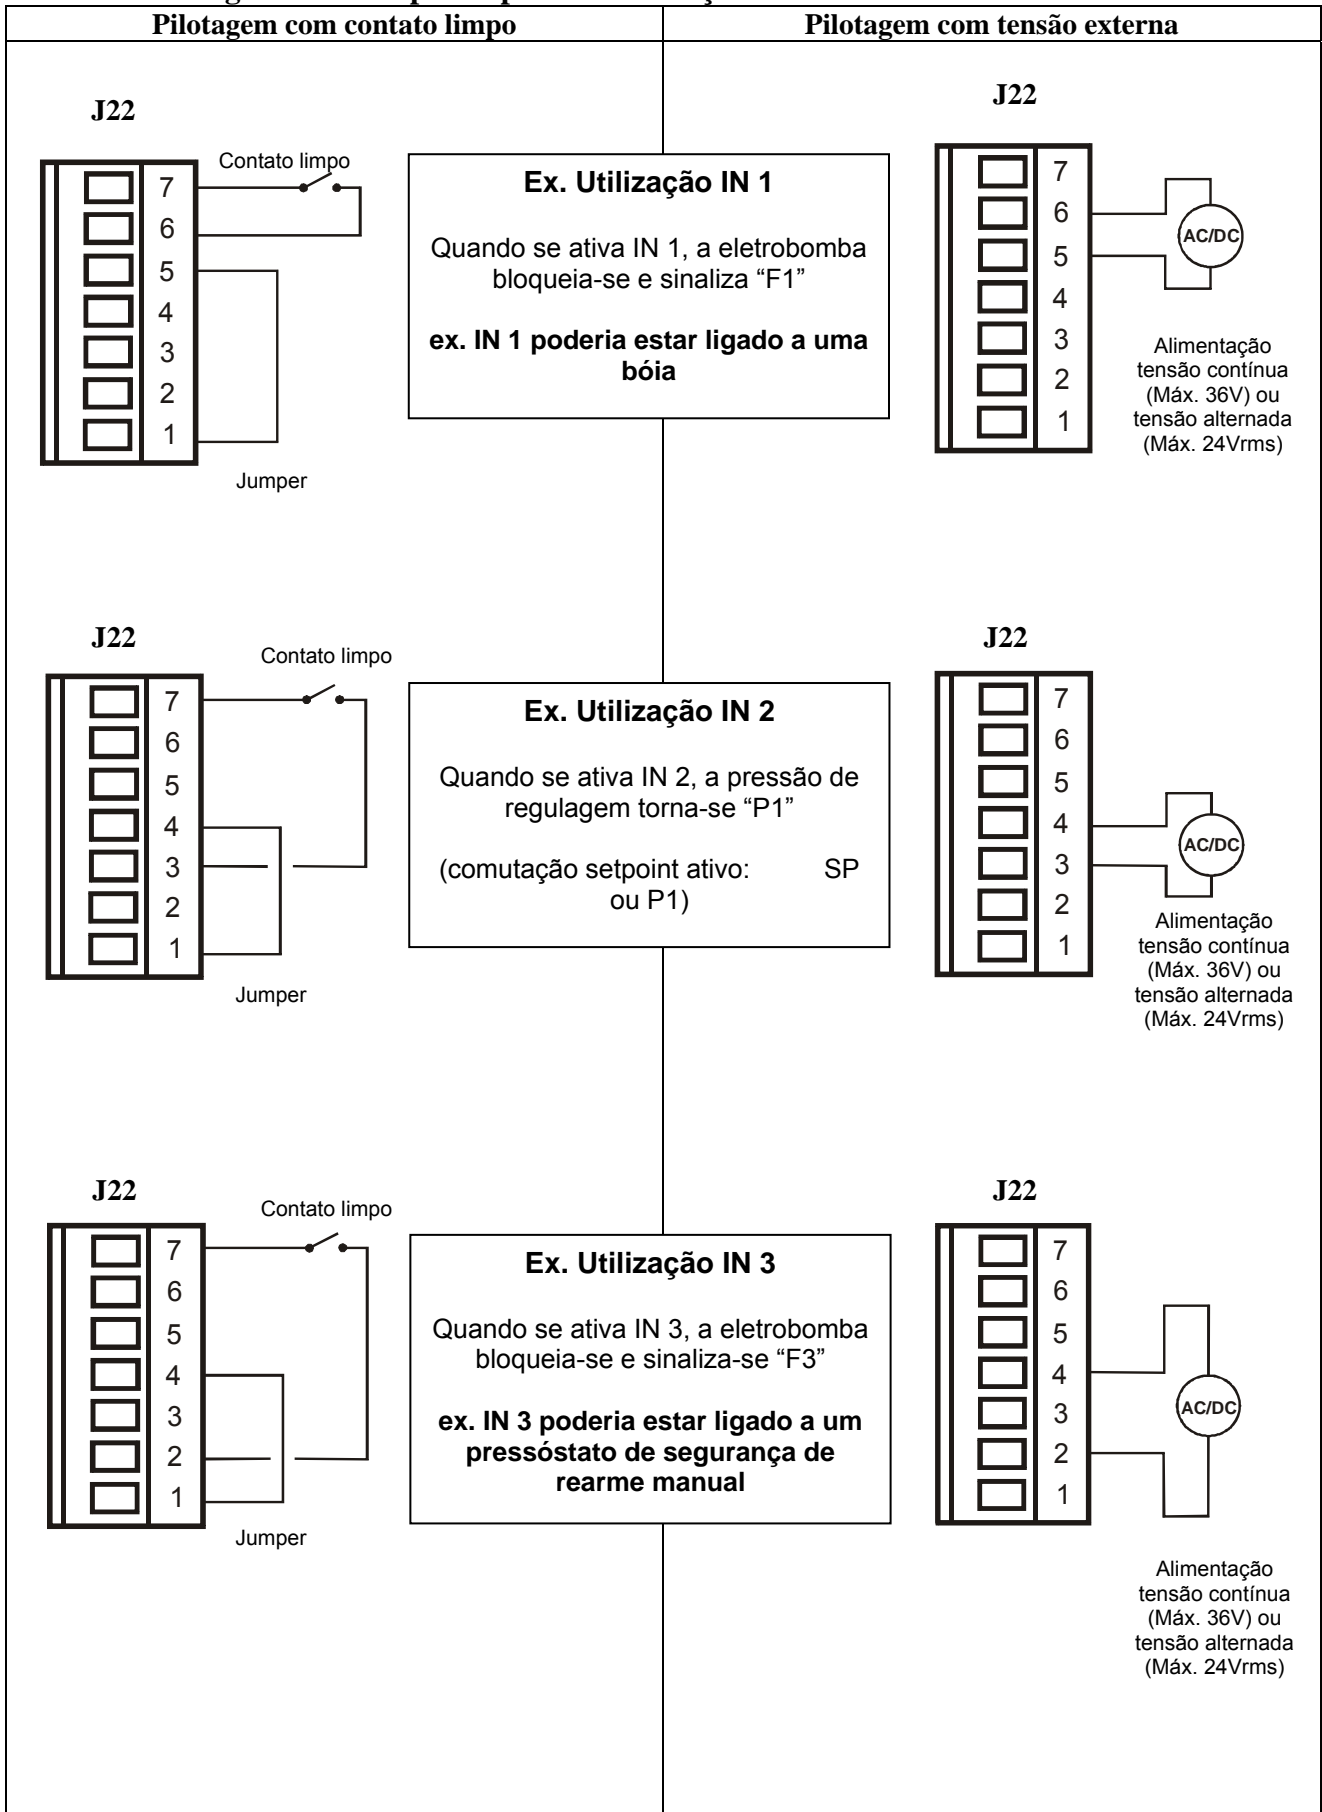 Pilotagem com contato limpo
Pilotagem com tensão externa
J22
Contato limpo
7
6
5
4
3
2
1
Jumper
Ex. Utilização IN 1
Quando se ativa IN 1, a eletrobomba
bloqueia-se e sinaliza “F1”
ex. IN 1 poderia estar ligado a uma
bóia
J22
7
6
5
4
3
2
1
AC/DC
Alimentação
tensão contínua
(Máx. 36V) ou
tensão alternada
(Máx. 24Vrms)
J22
Contato limpo
7
6
5
4
3
2
1
Jumper
Ex. Utilização IN 2
Quando se ativa IN 2, a pressão de
regulagem torna-se “P1”
(comutação setpoint ativo: SP
ou P1)
J22
7
6
5
4
3
2
1
AC/DC
Alimentação
tensão contínua
(Máx. 36V) ou
tensão alternada
(Máx. 24Vrms)
J22
Contato limpo
7
6
5
4
3
2
1
Jumper
Ex. Utilização IN 3
Quando se ativa IN 3, a eletrobomba
bloqueia-se e sinaliza-se “F3”
ex. IN 3 poderia estar ligado a um
pressóstato de segurança de
rearme manual
J22
7
6
5
4
3
2
1
AC/DC
Alimentação
tensão contínua
(Máx. 36V) ou
tensão alternada
(Máx. 24Vrms)